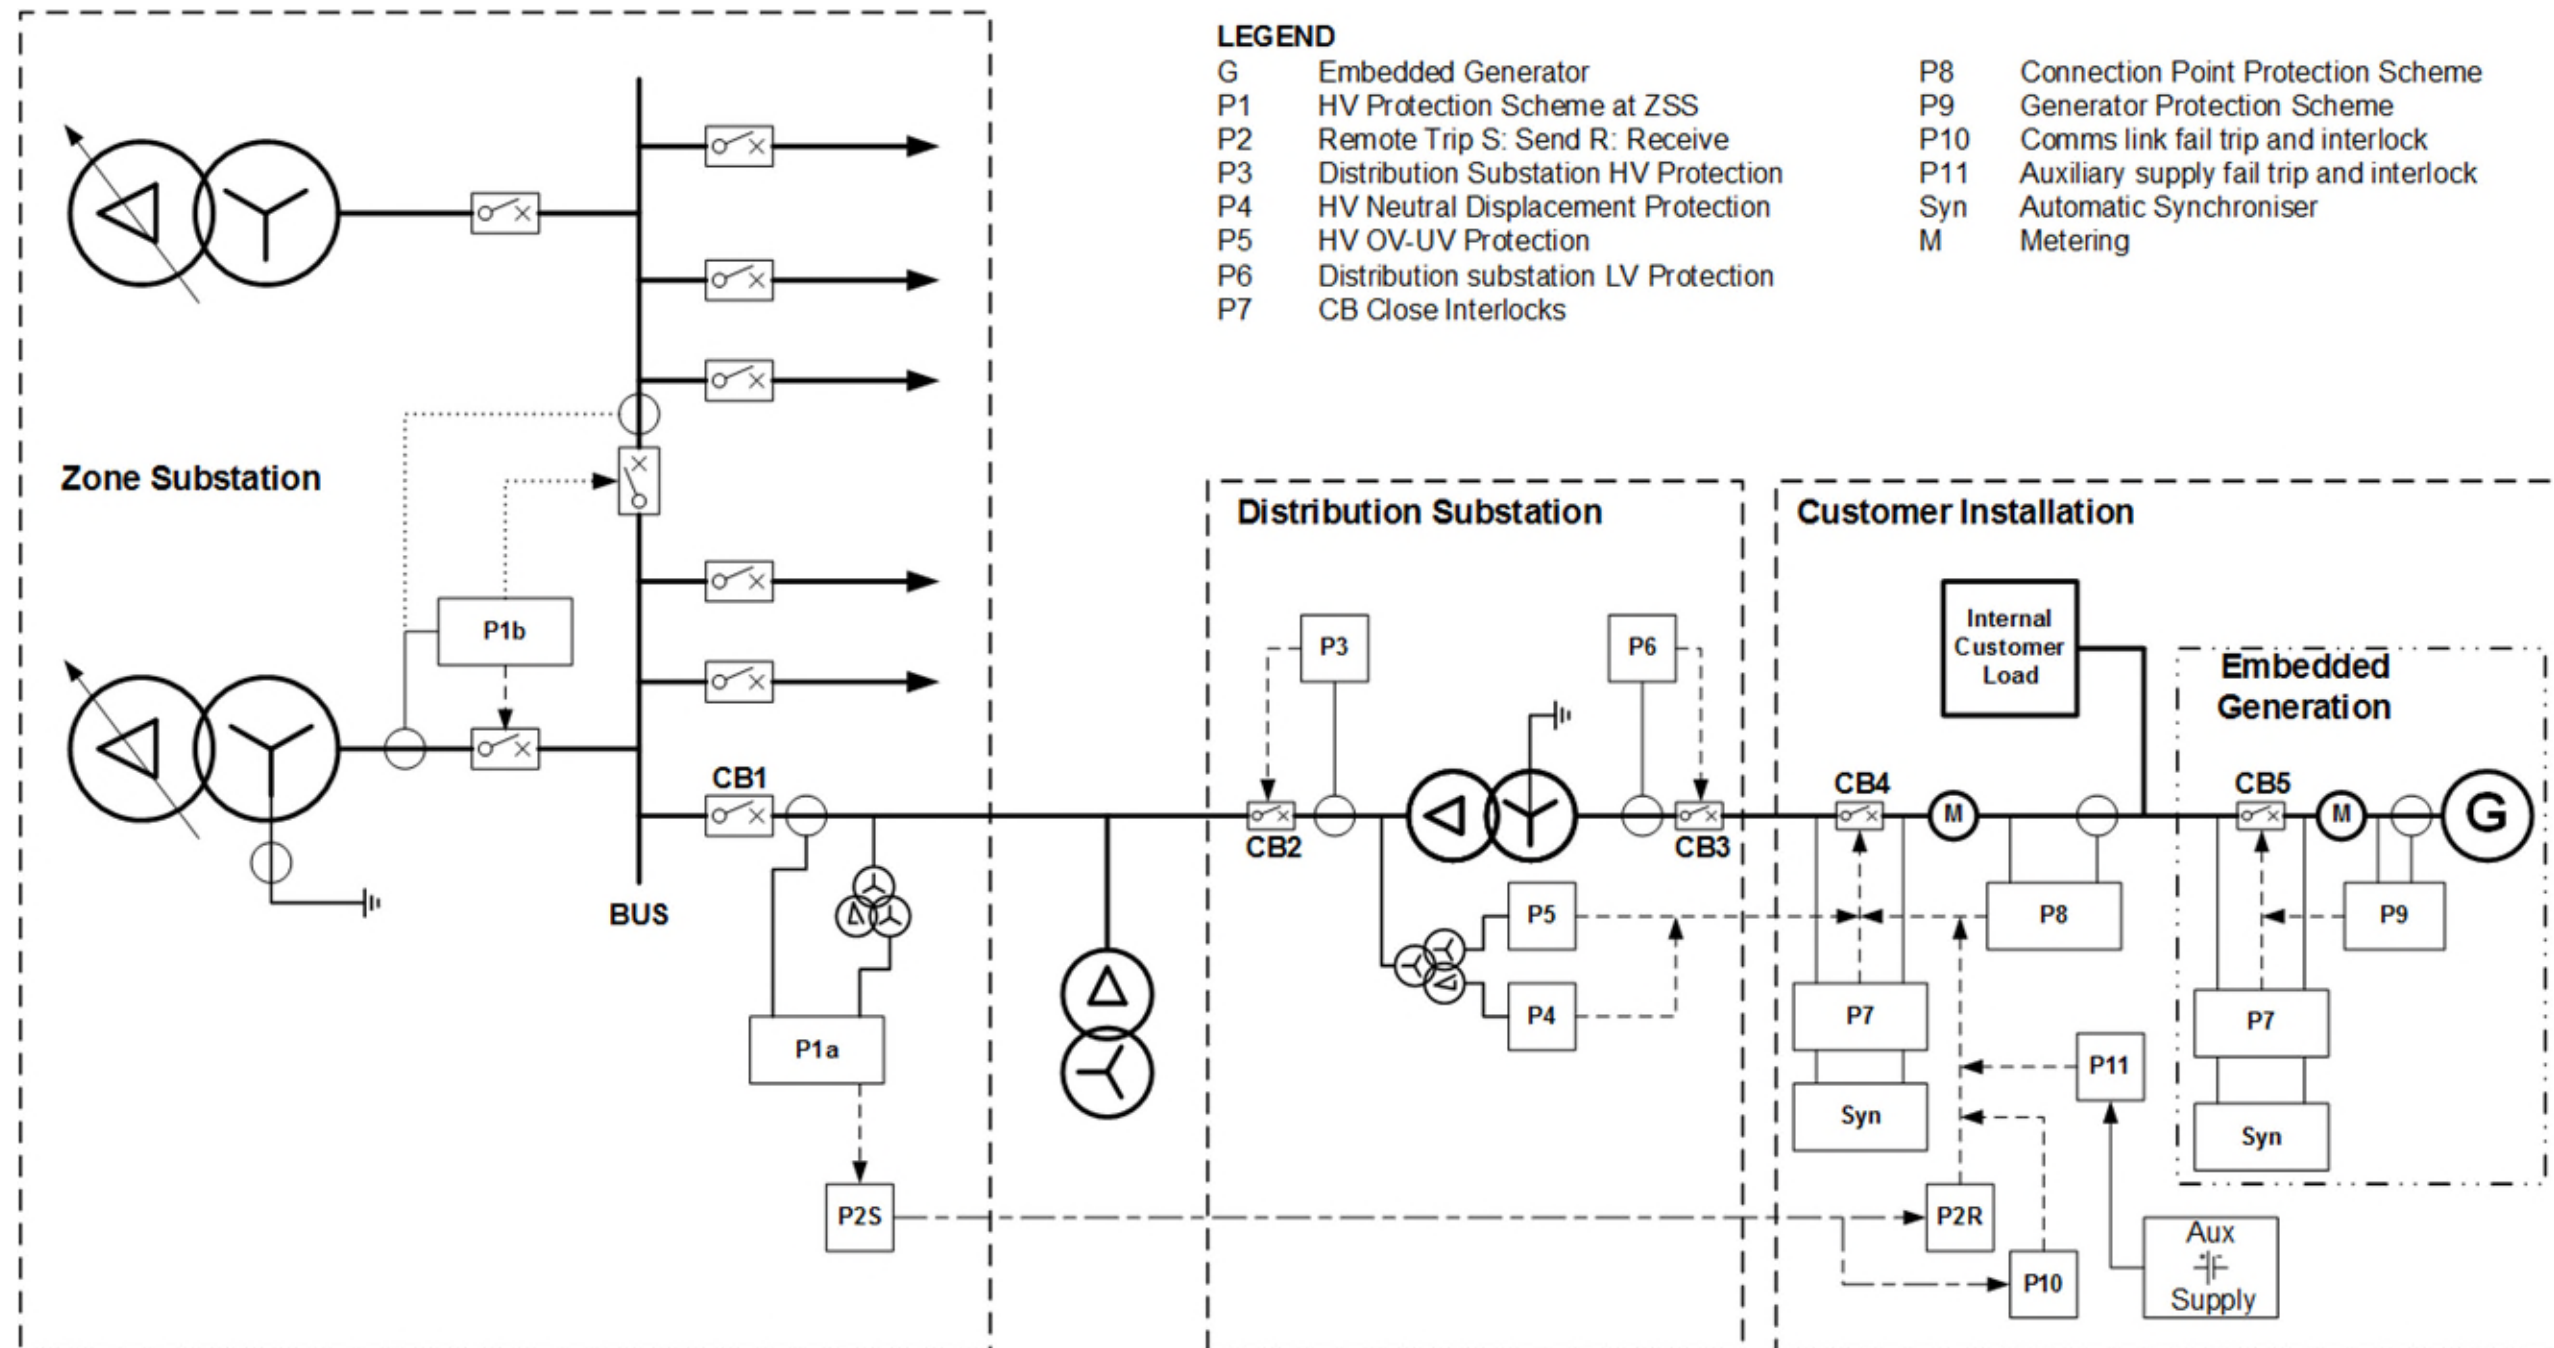 LEGEND
G Embedded Generator
P1 HV Protection Scheme at ZSS
P2 Remote Trip S: Send R: Receive
P3 Distribution Substation HV Protection
P4 HV Neutral Displacement Protection
P5 HV OV-UV Protection
P6 Distribution substation LV Protection
P7 CB Close Interlocks
P8 Connection Point Protection Scheme
P9 Generator Protection Scheme
P10 Comms link fail trip and interlock
P11 Auxiliary supply fail trip and interlock
Syn Automatic Synchroniser
M Metering
Zone Substation
P1b
CB1
BUS
P1a
P2S
Distribution Substation
P3
P6
CB2
CB3
P5
P4
Customer Installation
Internal
Customer
Load
Embedded
Generation
CB4
M
CB5
M
G
P8
P9
P7
P7
P11
Syn
Syn
P2R
P10
Aux
Supply